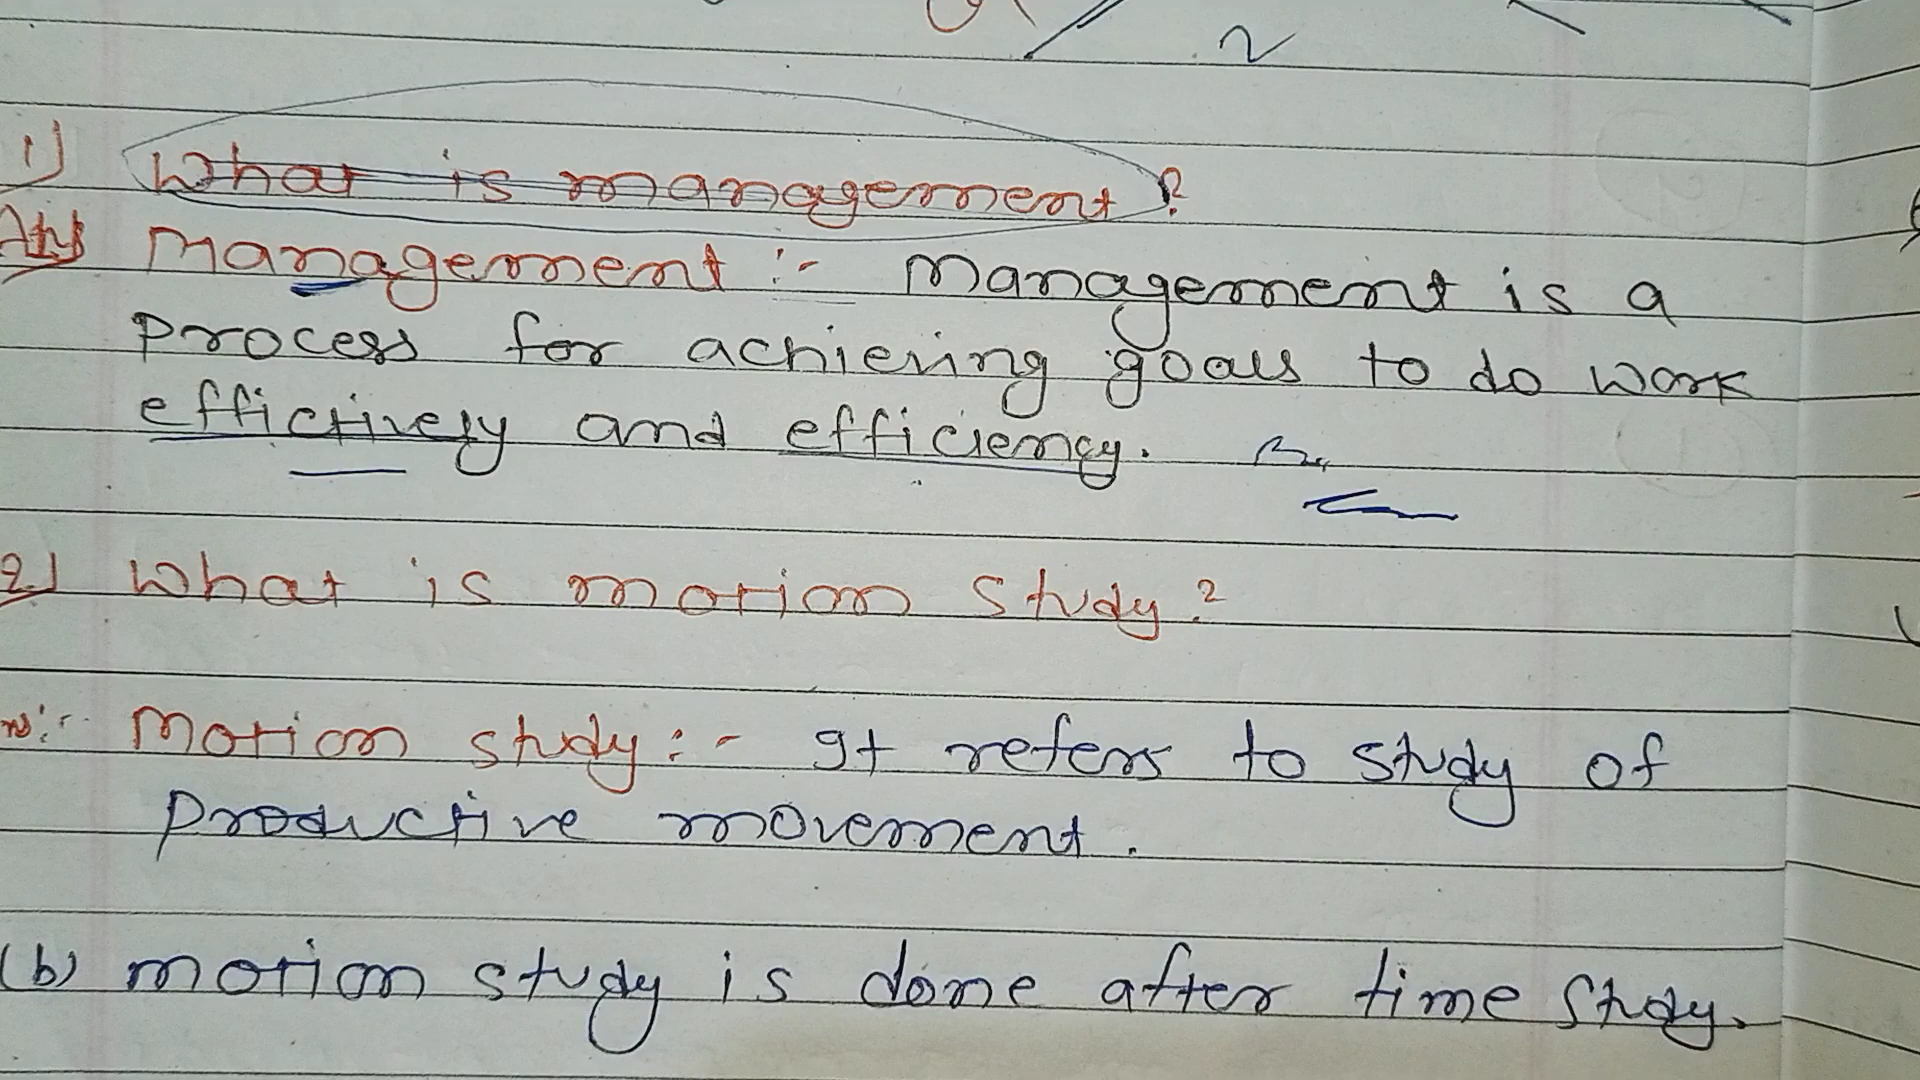 1) What is management?
Ans Management :- Management is a
process for achieving goals to do work
effictively and efficiency.
2) What is motion study?
Motion study :- It refers to study of
productive movement.
(b) motion study is done after time study.